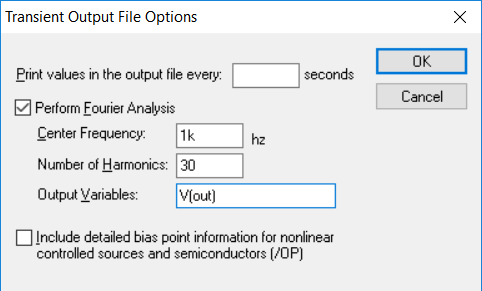 Transient Output File Options
Print values in the output file every: seconds
OK
Cancel
Perform Fourier Analysis
Center Frequency: 1k hz
Number of Harmonics: 30
Output Variables: V(out)
Include detailed bias point information for nonlinear
controlled sources and semiconductors (/OP)